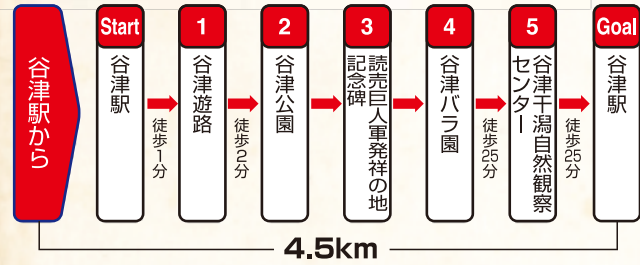 谷津駅から
Start
谷津駅
徒歩1分
1
谷津遊路
徒歩2分
2
谷津公園
3
読売巨人軍発祥の地
記念碑
4
谷津バラ園
徒歩25分
5
谷津干潟自然観察
センター
徒歩25分
Goal
谷津駅
4.5km